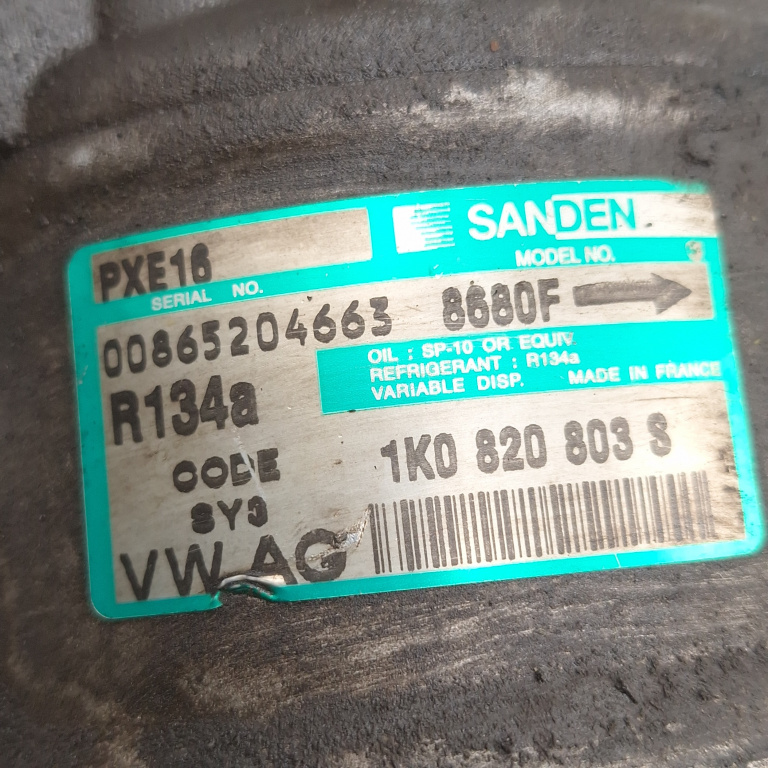 SANDEN
PXE16
SERIAL NO.
MODEL NO.
00865204663 8680F
OIL : SP-10 OR EQUIV
REFRIGERANT : R134a
VARIABLE DISP. MADE IN FRANCE
R134a
CODE
SY3
1K0 820 803 S
VW AG